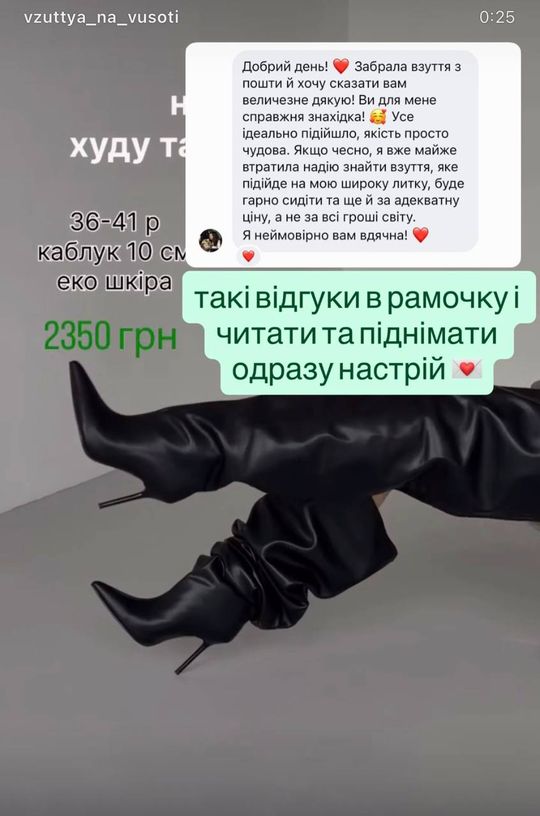 vzuttya_na_vusoti
0:25
Добрий день! ❤️ Забрала взуття з
пошти й хочу сказати вам
величезне дякую! Ви для мене
справжня знахідка! 🥰 Усе
ідеально підійшло, якість просто
чудова. Якщо чесно, я вже майже
втратила надію знайти взуття, яке
підійде на мою широку литку, буде
гарно сидіти та ще й за адекватну
ціну, а не за всі гроші світу.
Я неймовірно вам вдячна! ❤️
❤️
худу
36-41 р
каблук 10 см
еко шкіра
2350 грн
такі відгуки в рамочку і
читати та піднімати
одразу настрій 💌